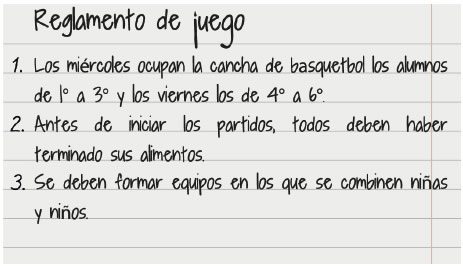 Reglamento de juego
1. Los miércoles ocupan la cancha de basquetbol los alumnos
de 1° a 3° y los viernes los de 4° a 6°.
2. Antes de iniciar los partidos, todos deben haber
terminado sus alimentos.
3. Se deben formar equipos en los que se combinen niñas
y niños.